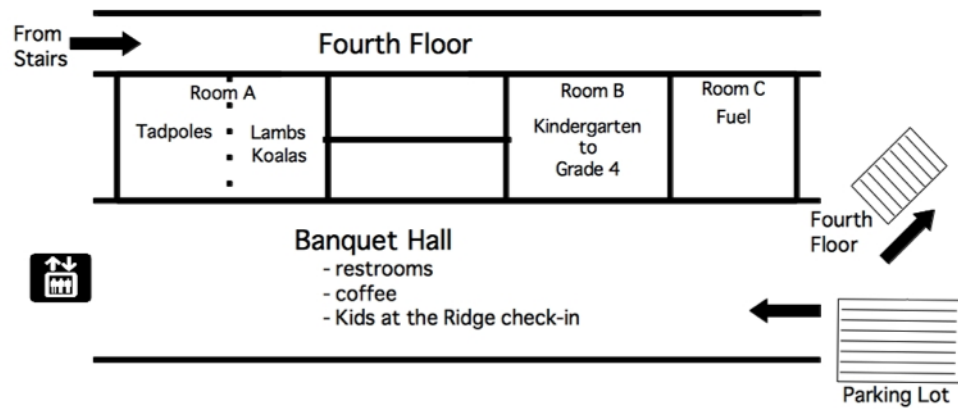 From
Stairs
Fourth Floor
Room A
Tadpoles
Lambs
Koalas
Room B
Kindergarten
to
Grade 4
Room C
Fuel
Fourth
Floor
Banquet Hall
- restrooms
- coffee
- Kids at the Ridge check-in
Parking Lot